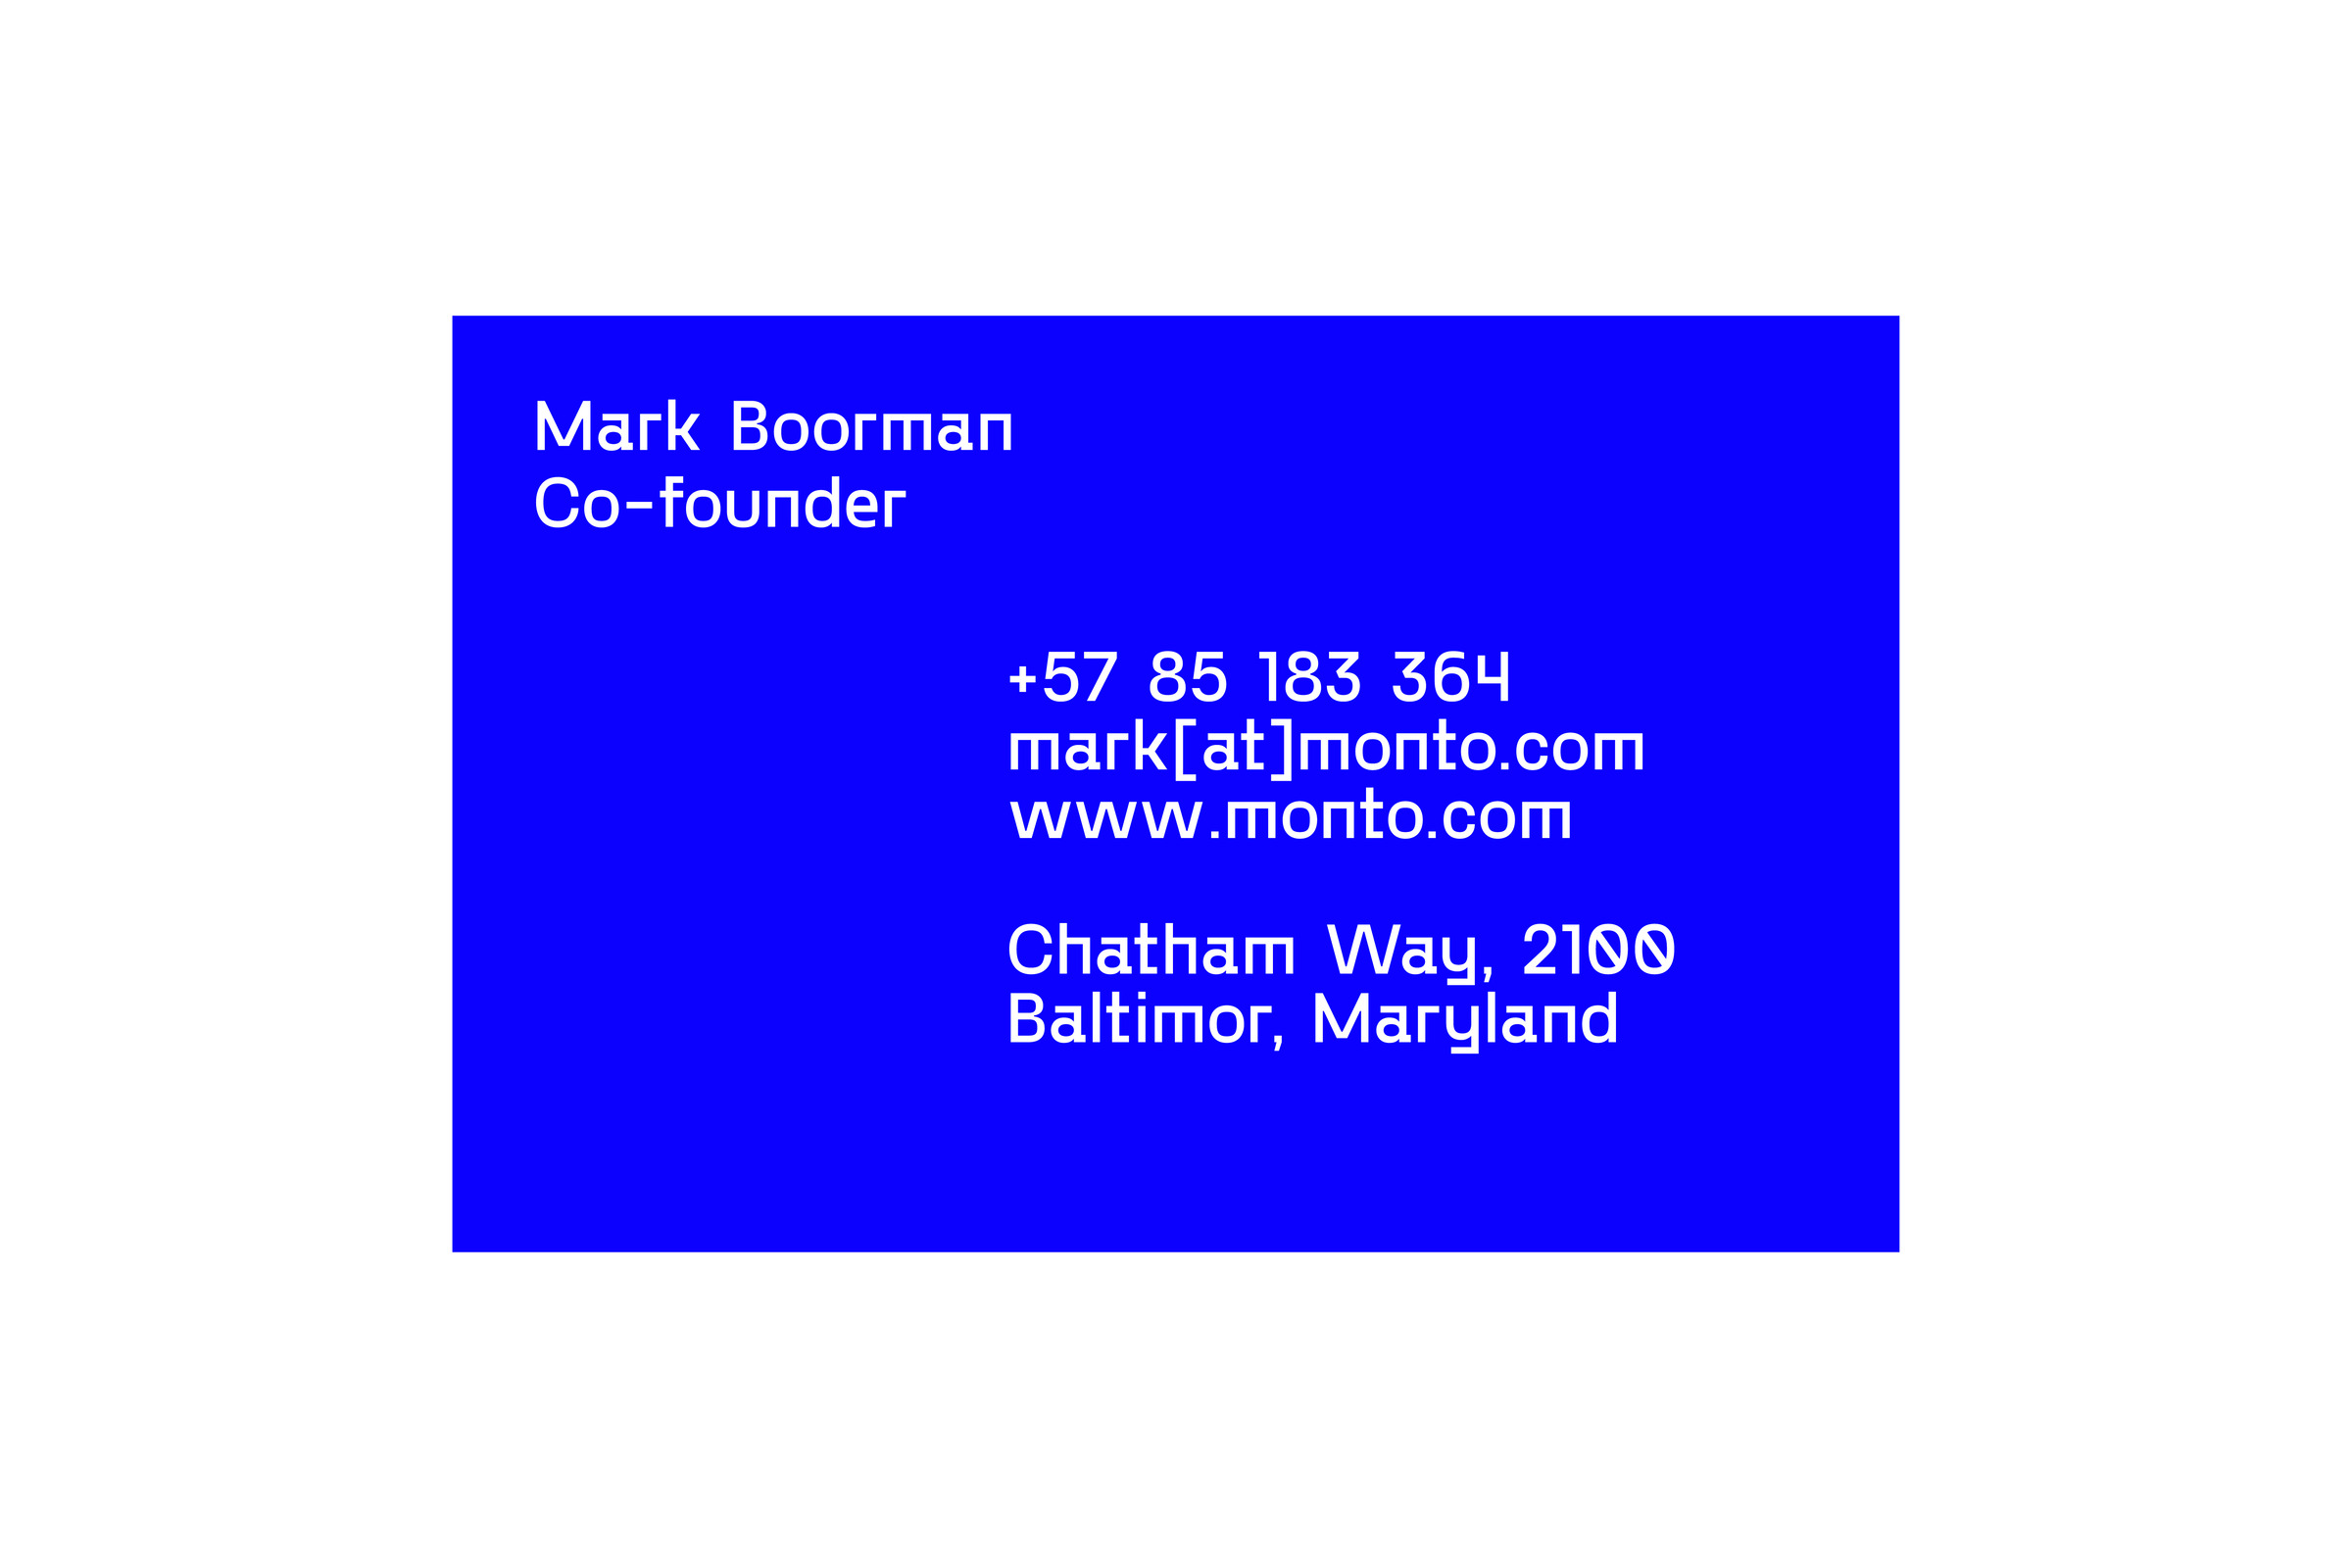 Mark Boorman
Co-founder
+57 85 183 364
mark[at]monto.com
www.monto.com
Chatham Way, 2100
Baltimor, Maryland